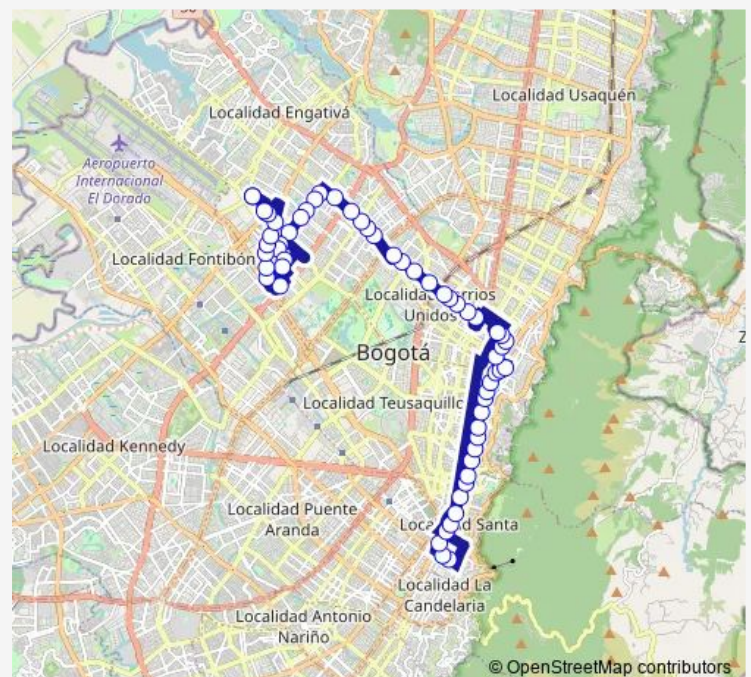 50
Localidad Usaquén
Localidad Engativá
Aeropuerto
Internacional
El Dorado
Localidad Fontibón
Unidos
Bogotá
Localidad Teusaquillo
Localidad Kennedy
Localidad Puente
Aranda
Localidad La
Candelaria
Localidad Antonio
Nariño
© OpenStreetMap contributors